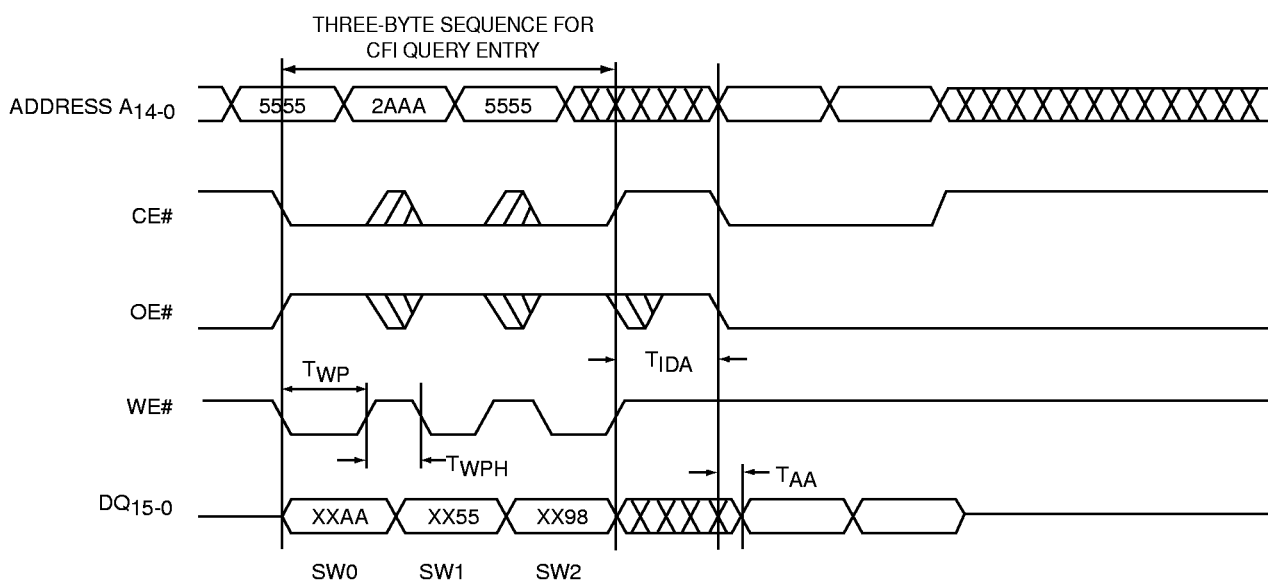 THREE-BYTE SEQUENCE FOR
CFI QUERY ENTRY
ADDRESS A14-0
5555
2AAA
5555
CE#
OE#
TIDA
TWP
WE#
TWPH
TAA
DQ15-0
XXAA
XX55
XX98
SW0
SW1
SW2